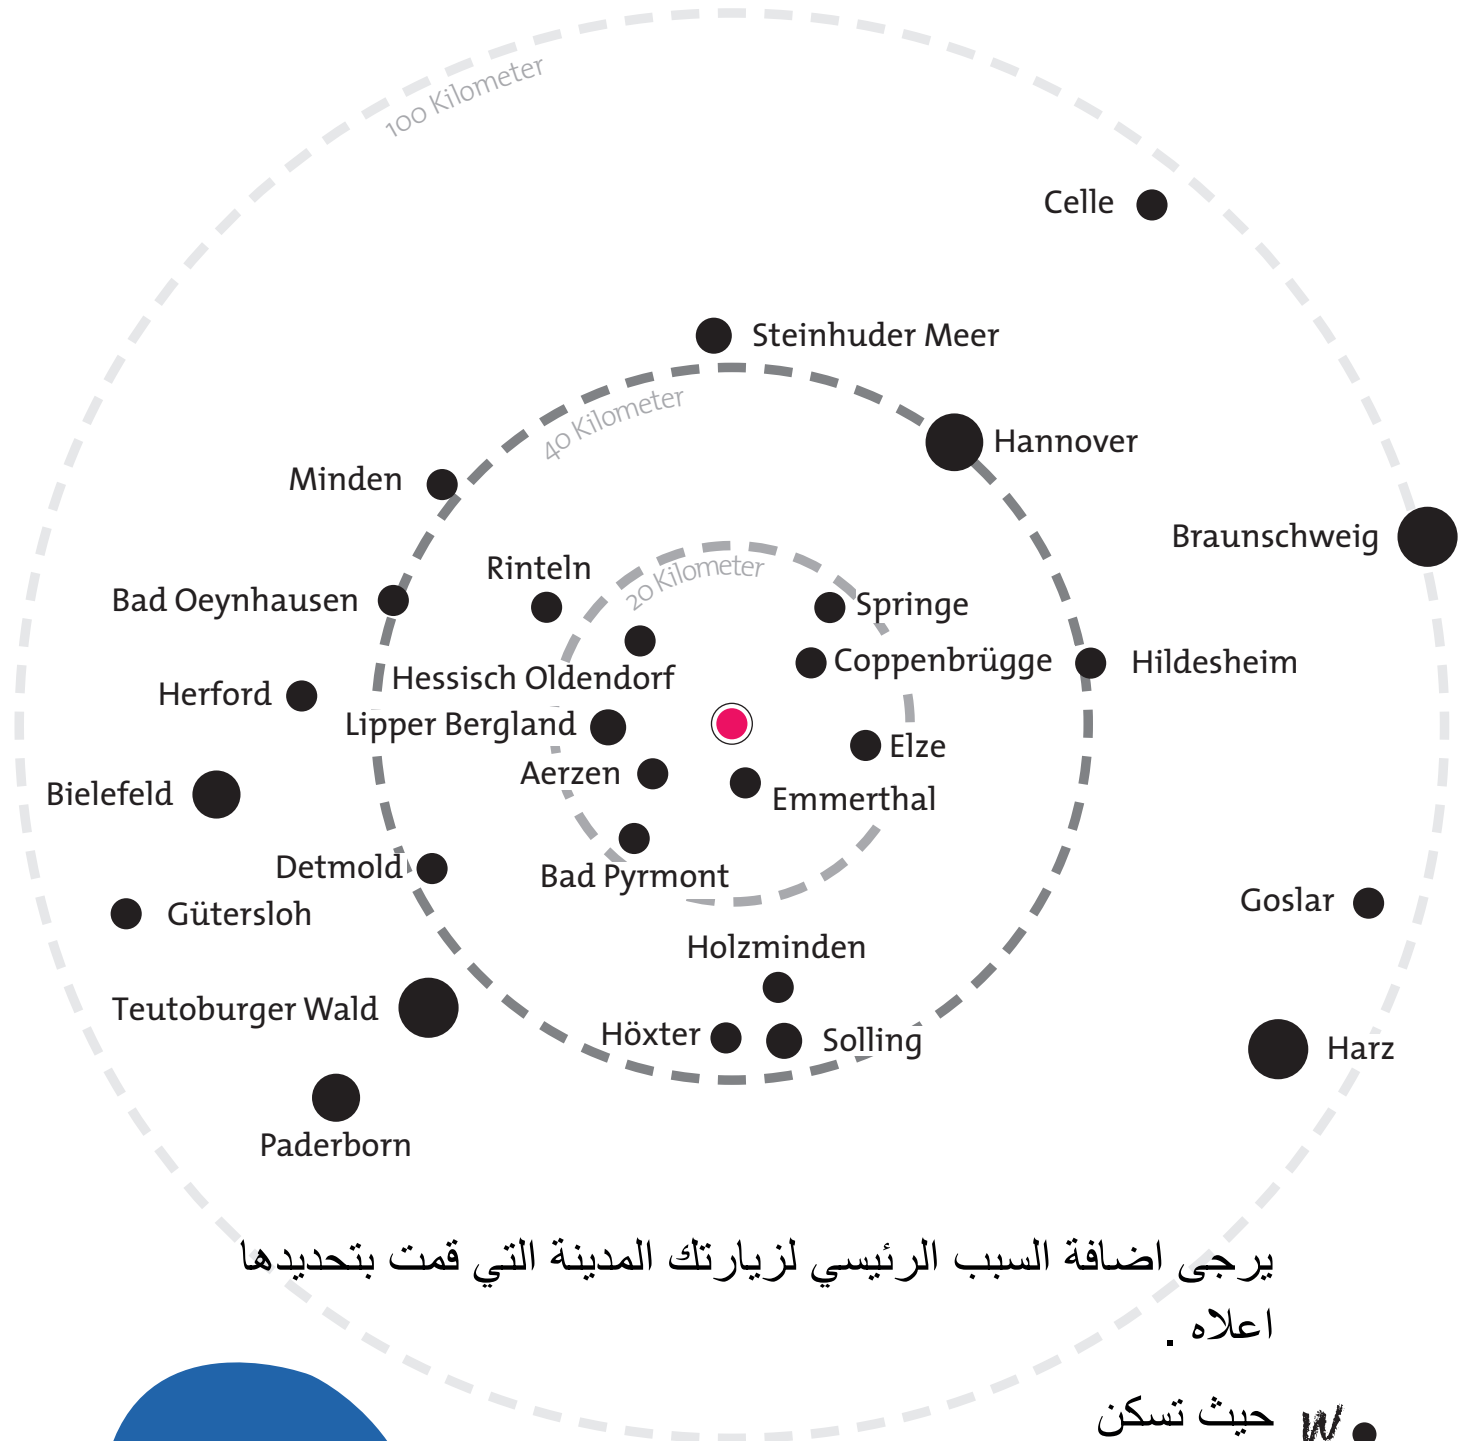 100 Kilometer
Celle
Steinhuder Meer
40 Kilometer
Hannover
Minden
Braunschweig
Rinteln
20 Kilometer
Bad Oeynhausen
Springe
Coppenbrügge
Hildesheim
Hessisch Oldendorf
Herford
Lipper Bergland
Elze
Aerzen
Bielefeld
Emmerthal
Detmold
Bad Pyrmont
Goslar
Gütersloh
Holzminden
Teutoburger Wald
Höxter
Solling
Harz
Paderborn
يرجى اضافة السبب الرئيسي لزيارتك المدينة التي قمت بتحديدها
اعلاه .
حيث تسكن
W